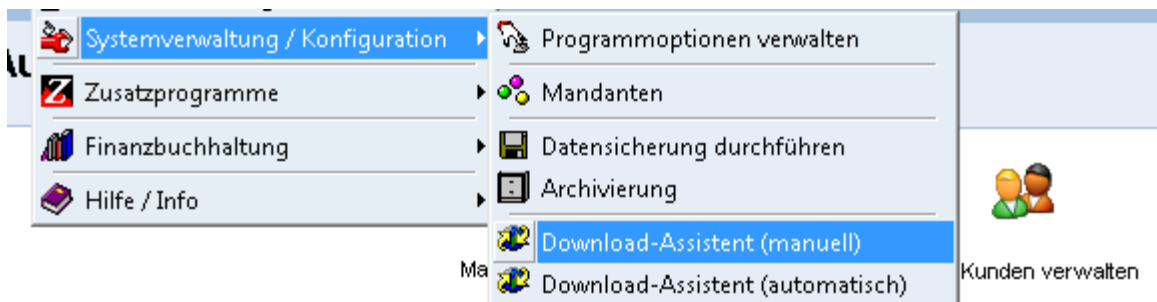 Systemverwaltung / Konfiguration
Zusatzprogramme
Finanzbuchhaltung
Hilfe / Info
Programmoptionen verwalten
Mandanten
Datensicherung durchführen
Archivierung
Download-Assistent (manuell)
Download-Assistent (automatisch)
Ma
Kunden verwalten